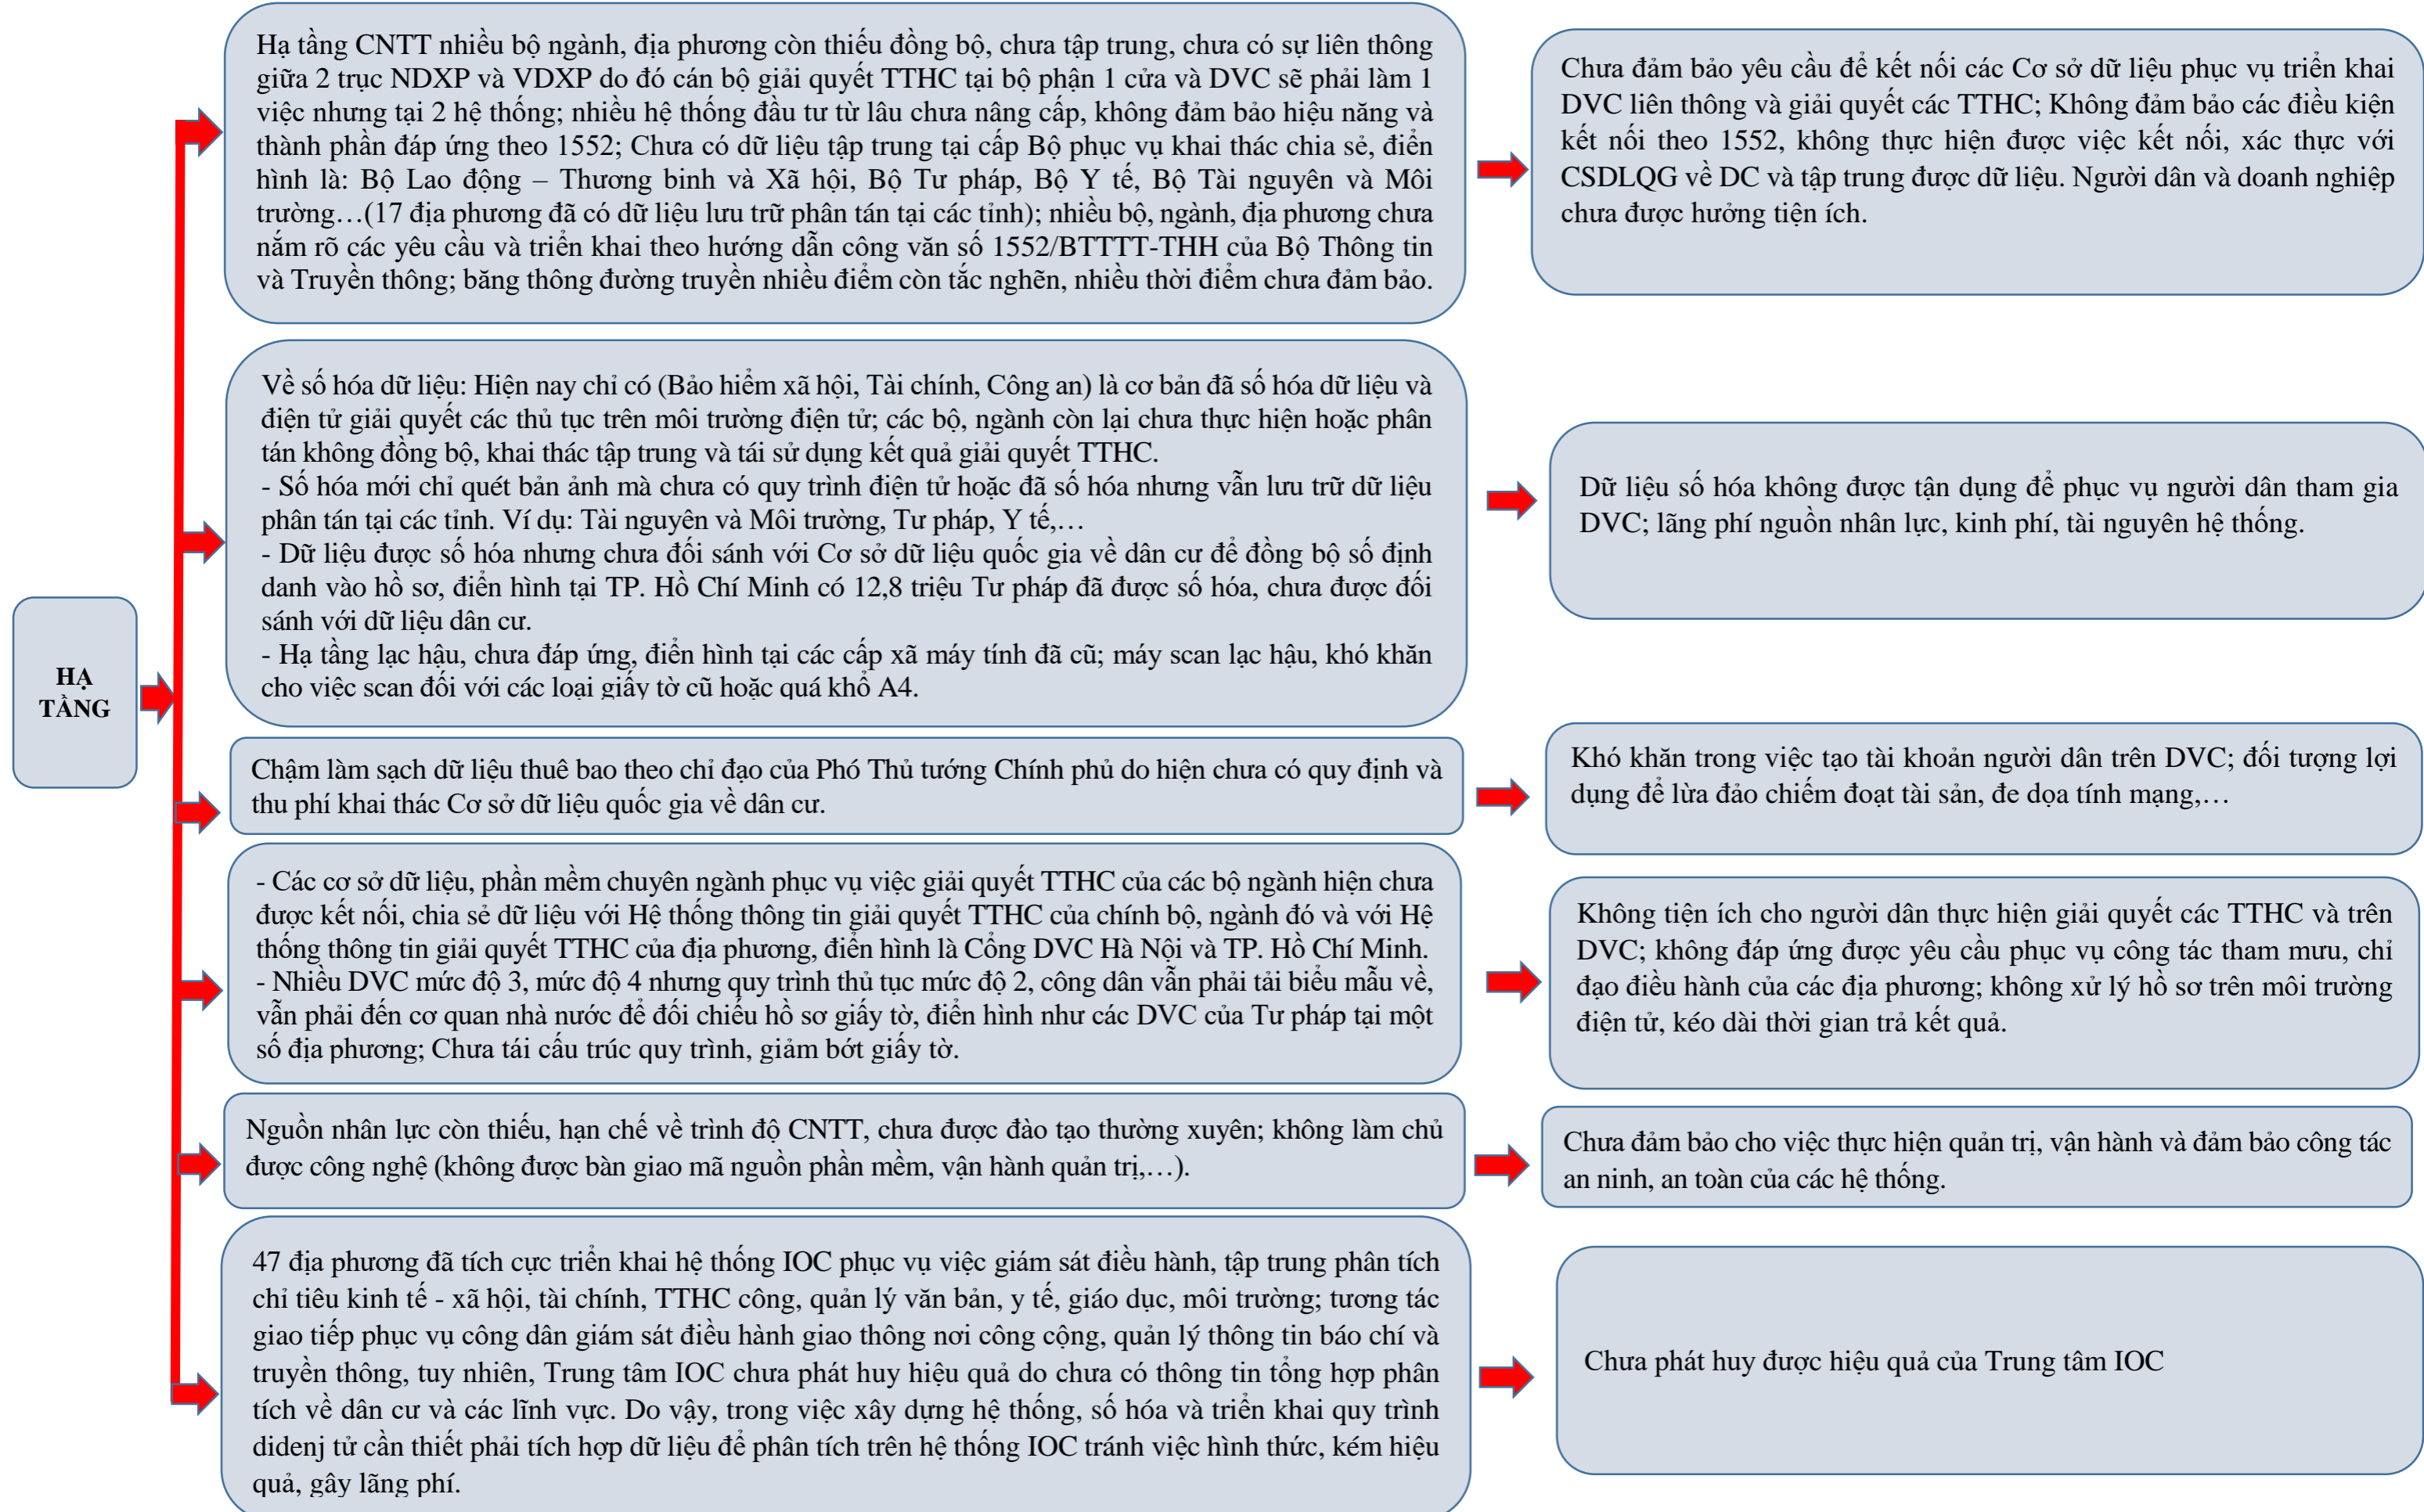 HẠ
TẦNG
Hạ tầng CNTT nhiều bộ ngành, địa phương còn thiếu đồng bộ, chưa tập trung, chưa có sự liên thông
giữa 2 trục NDXP và VDXP do đó cán bộ giải quyết TTHC tại bộ phận 1 cửa và DVC sẽ phải làm 1
việc nhưng tại 2 hệ thống; nhiều hệ thống đầu tư từ lâu chưa nâng cấp, không đảm bảo hiệu năng và
thành phần đáp ứng theo 1552; Chưa có dữ liệu tập trung tại cấp Bộ phục vụ khai thác chia sẻ, điển
hình là: Bộ Lao động – Thương binh và Xã hội, Bộ Tư pháp, Bộ Y tế, Bộ Tài nguyên và Môi
trường…(17 địa phương đã có dữ liệu lưu trữ phân tán tại các tỉnh); nhiều bộ, ngành, địa phương chưa
nắm rõ các yêu cầu và triển khai theo hướng dẫn công văn số 1552/BTTTT-THH của Bộ Thông tin
và Truyền thông; băng thông đường truyền nhiều điểm còn tắc nghẽn, nhiều thời điểm chưa đảm bảo.
Chưa đảm bảo yêu cầu để kết nối các Cơ sở dữ liệu phục vụ triển khai
DVC liên thông và giải quyết các TTHC; Không đảm bảo các điều kiện
kết nối theo 1552, không thực hiện được việc kết nối, xác thực với
CSDLQG về DC và tập trung được dữ liệu. Người dân và doanh nghiệp
chưa được hưởng tiện ích.
Về số hóa dữ liệu: Hiện nay chỉ có (Bảo hiểm xã hội, Tài chính, Công an) là cơ bản đã số hóa dữ liệu và
điện tử giải quyết các thủ tục trên môi trường điện tử; các bộ, ngành còn lại chưa thực hiện hoặc phân
tán không đồng bộ, khai thác tập trung và tái sử dụng kết quả giải quyết TTHC.
- Số hóa mới chỉ quét bản ảnh mà chưa có quy trình điện tử hoặc đã số hóa nhưng vẫn lưu trữ dữ liệu
phân tán tại các tỉnh. Ví dụ: Tài nguyên và Môi trường, Tư pháp, Y tế,…
- Dữ liệu được số hóa nhưng chưa đối sánh với Cơ sở dữ liệu quốc gia về dân cư để đồng bộ số định
danh vào hồ sơ, điển hình tại TP. Hồ Chí Minh có 12,8 triệu Tư pháp đã được số hóa, chưa được đối
sánh với dữ liệu dân cư.
- Hạ tầng lạc hậu, chưa đáp ứng, điển hình tại các cấp xã máy tính đã cũ; máy scan lạc hậu, khó khăn
cho việc scan đối với các loại giấy tờ cũ hoặc quá khổ A4.
Dữ liệu số hóa không được tận dụng để phục vụ người dân tham gia
DVC; lãng phí nguồn nhân lực, kinh phí, tài nguyên hệ thống.
Chậm làm sạch dữ liệu thuê bao theo chỉ đạo của Phó Thủ tướng Chính phủ do hiện chưa có quy định và
thu phí khai thác Cơ sở dữ liệu quốc gia về dân cư.
Khó khăn trong việc tạo tài khoản người dân trên DVC; đối tượng lợi
dụng để lừa đảo chiếm đoạt tài sản, đe dọa tính mạng,…
- Các cơ sở dữ liệu, phần mềm chuyên ngành phục vụ việc giải quyết TTHC của các bộ ngành hiện chưa
được kết nối, chia sẻ dữ liệu với Hệ thống thông tin giải quyết TTHC của chính bộ, ngành đó và với Hệ
thống thông tin giải quyết TTHC của địa phương, điển hình là Cổng DVC Hà Nội và TP. Hồ Chí Minh.
- Nhiều DVC mức độ 3, mức độ 4 nhưng quy trình thủ tục mức độ 2, công dân vẫn phải tải biểu mẫu về,
vẫn phải đến cơ quan nhà nước để đối chiếu hồ sơ giấy tờ, điển hình như các DVC của Tư pháp tại một
số địa phương; Chưa tái cấu trúc quy trình, giảm bớt giấy tờ.
Không tiện ích cho người dân thực hiện giải quyết các TTHC và trên
DVC; không đáp ứng được yêu cầu phục vụ công tác tham mưu, chỉ
đạo điều hành của các địa phương; không xử lý hồ sơ trên môi trường
điện tử, kéo dài thời gian trả kết quả.
Nguồn nhân lực còn thiếu, hạn chế về trình độ CNTT, chưa được đào tạo thường xuyên; không làm chủ
được công nghệ (không được bàn giao mã nguồn phần mềm, vận hành quản trị,…).
Chưa đảm bảo cho việc thực hiện quản trị, vận hành và đảm bảo công tác
an ninh, an toàn của các hệ thống.
47 địa phương đã tích cực triển khai hệ thống IOC phục vụ việc giám sát điều hành, tập trung phân tích
chỉ tiêu kinh tế - xã hội, tài chính, TTHC công, quản lý văn bản, y tế, giáo dục, môi trường; tương tác
giao tiếp phục vụ công dân giám sát điều hành giao thông nơi công cộng, quản lý thông tin báo chí và
truyền thông, tuy nhiên, Trung tâm IOC chưa phát huy hiệu quả do chưa có thông tin tổng hợp phân
tích về dân cư và các lĩnh vực. Do vậy, trong việc xây dựng hệ thống, số hóa và triển khai quy trình
didenj tử cần thiết phải tích hợp dữ liệu để phân tích trên hệ thống IOC tránh việc hình thức, kém hiệu
quả, gây lãng phí.
Chưa phát huy được hiệu quả của Trung tâm IOC